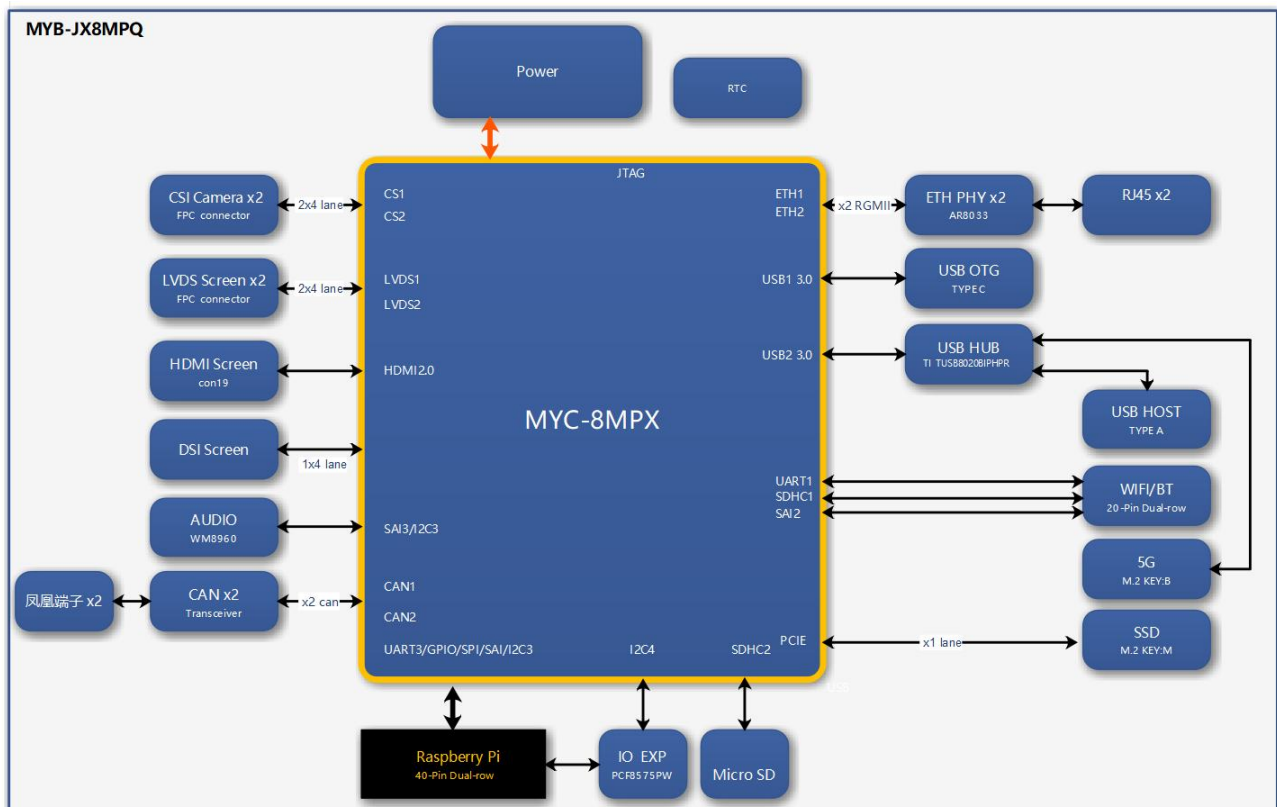 MYB-JX8MPQ
Power
RTC
JTAG
CSI Camera x2
FPC connector
2x4 lane
CS1
CS2
ETH1
ETH2
x2 RGMII
ETH PHY x2
AR8033
RJ45 x2
LVDS Screen x2
FPC connector
2x4 lane
LVDS1
LVDS2
USB1 3.0
USB OTG
TYPE C
HDMI Screen
con19
HDMI2.0
USB2 3.0
USB HUB
TI TUS88020BIPHPR
MYC-8MPX
USB HOST
TYPE A
DSI Screen
1x4 lane
UART1
SDHC1
SAI2
WIFI/BT
20-Pin Dual-row
AUDIO
WM8960
SAI3/I2C3
5G
M.2 KEY:B
凤凰端子 x2
CAN x2
Transceiver
x2 can
CAN1
CAN2
UART3/GPIO/SPI/SAI/I2C3
I2C4
SDHC2
PCIE
x1 lane
SSD
M.2 KEY:M
USB
Raspberry Pi
40-Pin Dual-row
IO EXP
PCF8575PW
Micro SD